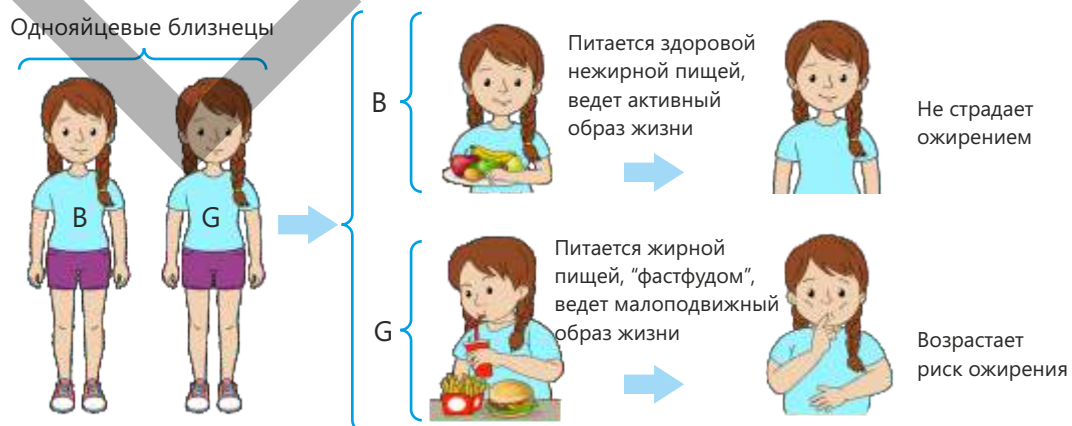 Однояйцевые близнецы
B
G
B
Питается здоровой
нежирной пищей,
ведет активный
образ жизни
Не страдает
ожирением
G
Питается жирной
пищей, “фастфудом”,
ведет малоподвижный
образ жизни
Возрастает
риск ожирения